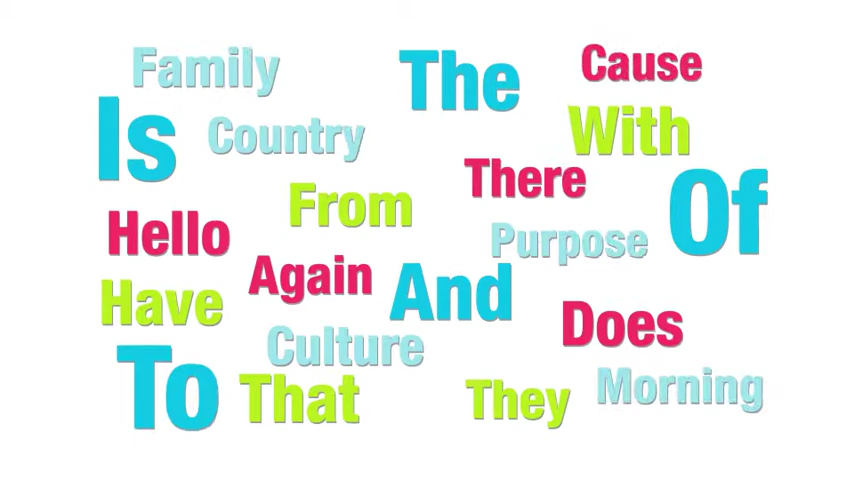 Family
The
Cause
Is
Country
With
There
Of
From
Hello
Purpose
Again
And
Have
Does
Culture
To
That
They
Morning